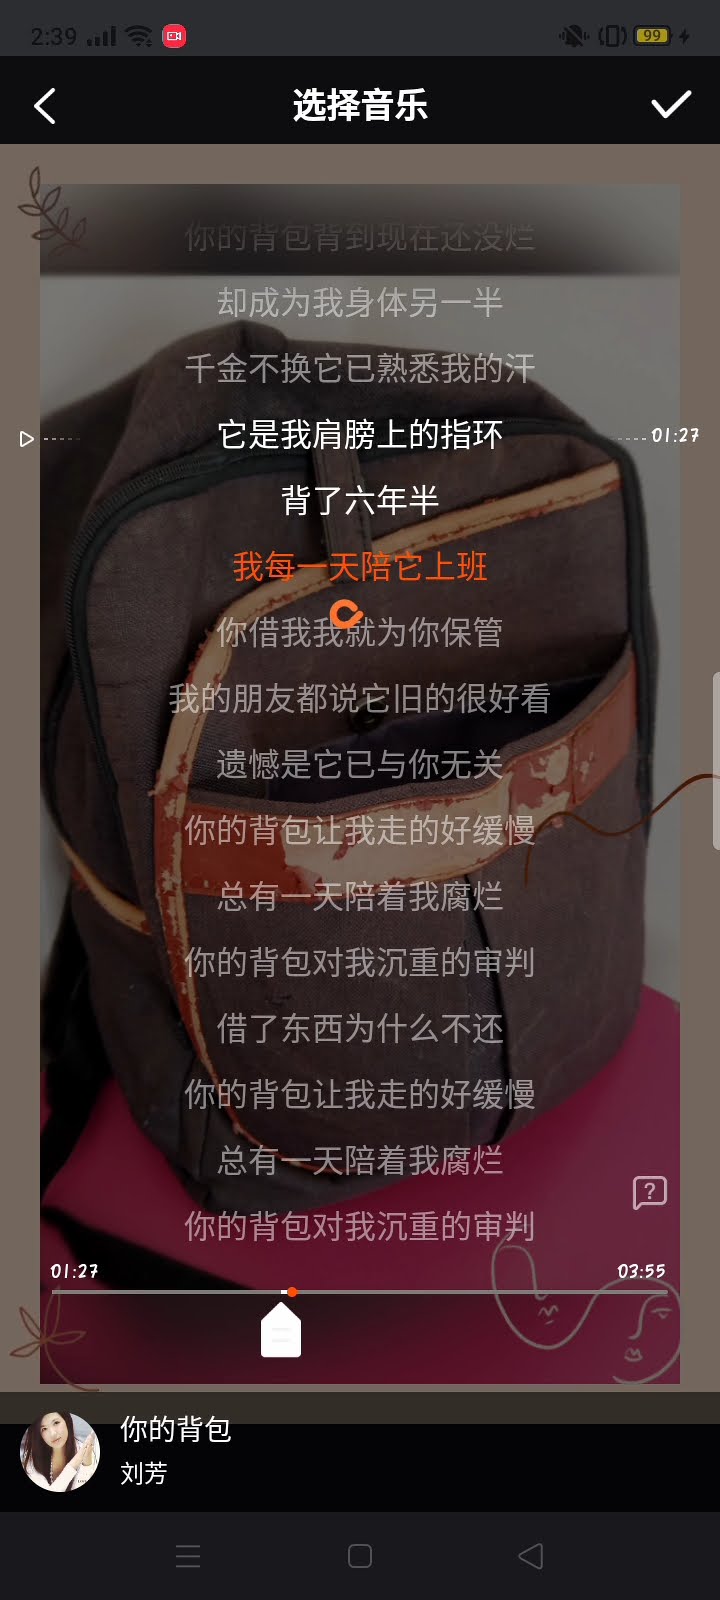 2:39
99
选择音乐
你的背包背到现在还没烂
却成为我身体另一半
千金不换它已熟悉我的汗
它是我肩膀上的指环
01:27
背了六年半
我每一天陪它上班
你借我我就为你保管
我的朋友都说它旧的很好看
遗憾是它已与你无关
你的背包让我走的好缓慢
总有一天陪着我腐烂
你的背包对我沉重的审判
借了东西为什么不还
你的背包让我走的好缓慢
总有一天陪着我腐烂
你的背包对我沉重的审判
01:27
03:55
你的背包
刘芳